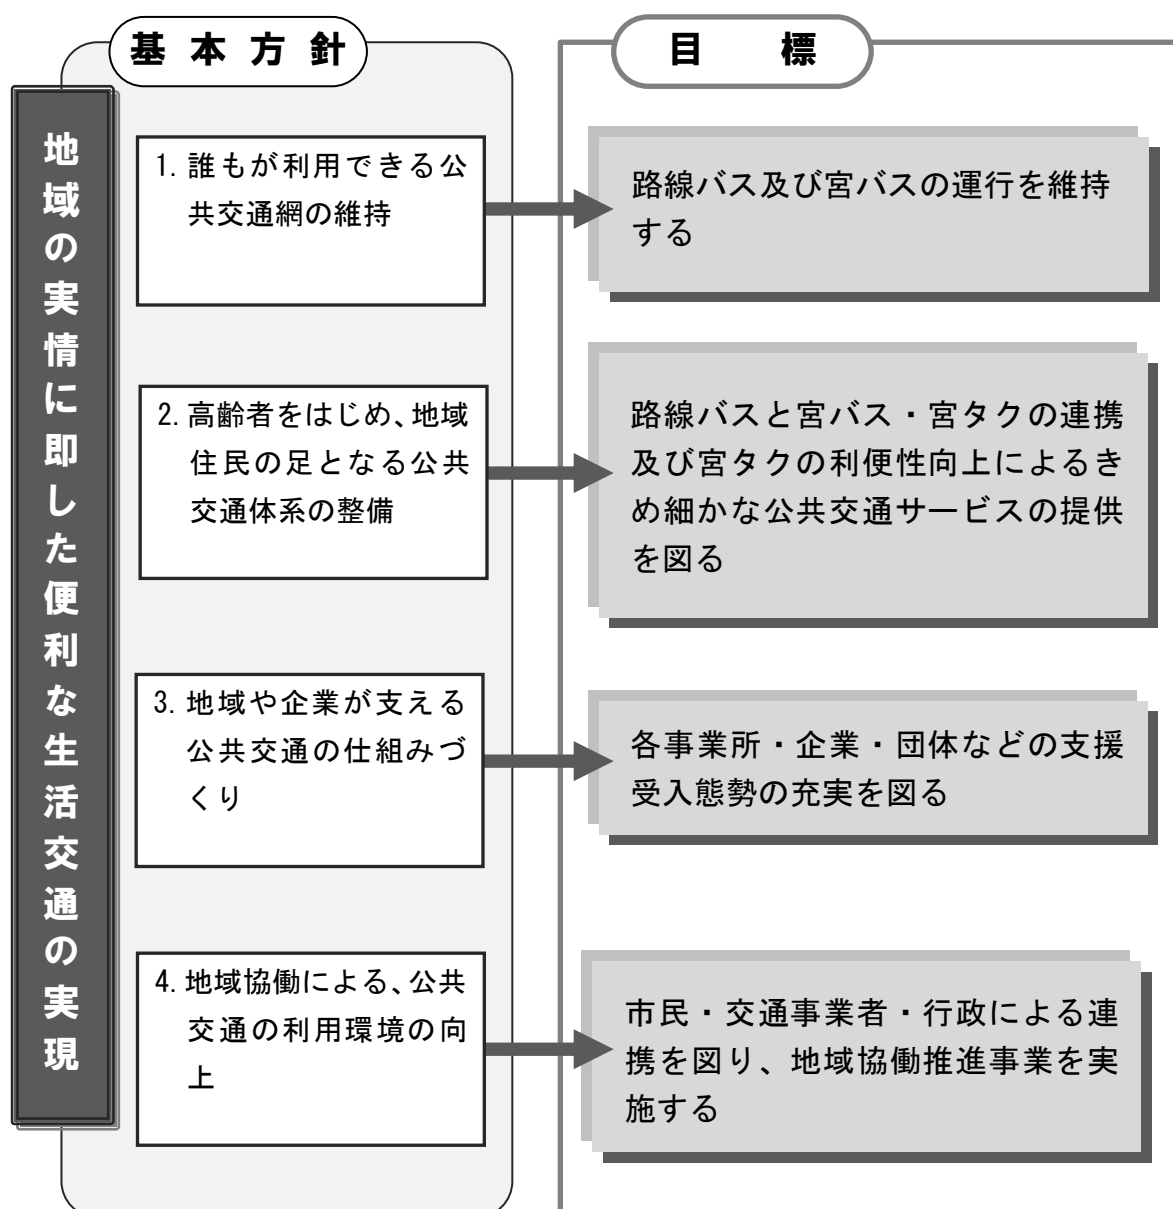 基本方針
目標
地域の実情に即した便利な生活交通の実現
1. 誰もが利用できる公
共交通網の維持
路線バス及び宮バスの運行を維持
する
2. 高齢者をはじめ、地域
住民の足となる公共
交通体系の整備
路線バスと宮バス・宮タクの連携
及び宮タクの利便性向上によるき
め細かな公共交通サービスの提供
を図る
3. 地域や企業が支える
公共交通の仕組みづ
くり
各事業所・企業・団体などの支援
受入態勢の充実を図る
4. 地域協働による、公共
交通の利用環境の向
上
市民・交通事業者・行政による連
携を図り、地域協働推進事業を実
施する